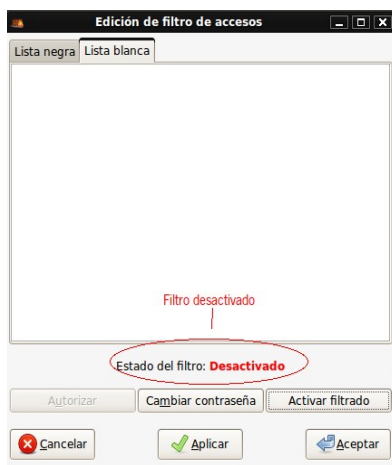 Edición de filtro de accesos
Lista negra Lista blanca
Filtro desactivado
Estado del filtro: Desactivado
Autorizar Cambiar contraseña Activar filtrado
Cancelar Aplicar Aceptar